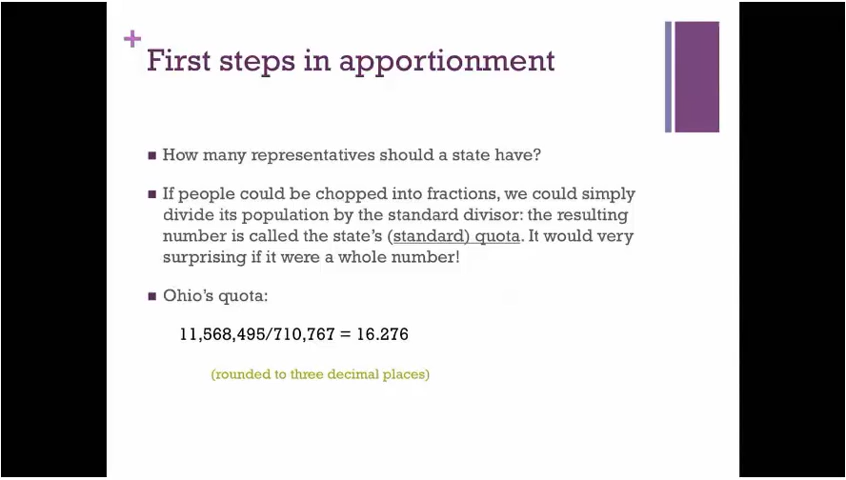 +
First steps in apportionment
■ How many representatives should a state have?
■ If people could be chopped into fractions, we could simply
divide its population by the standard divisor: the resulting
number is called the state's (standard) quota. It would very
surprising if it were a whole number!
■ Ohio's quota:
11,568,495/710,767 = 16.276
(rounded to three decimal places)